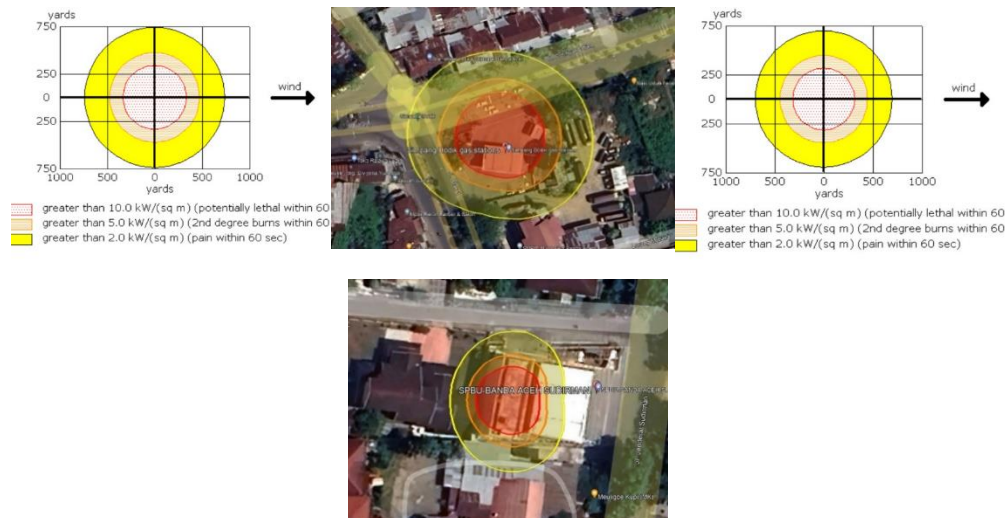 yards
750
250
0
250
750
1000
500
0
500
1000
yards
wind
greater than 10.0 kW/(sq m) (potentially lethal within 60
greater than 5.0 kW/(sq m) (2nd degree burns within 60
greater than 2.0 kW/(sq m) (pain within 60 sec)
gas station
yards
750
250
0
250
750
1000
500
0
500
1000
yards
wind
greater than 10.0 kW/(sq m) (potentially lethal within 60
greater than 5.0 kW/(sq m) (2nd degree burns within 60
greater than 2.0 kW/(sq m) (pain within 60 sec)
SPBU BANDA ACEH SUDIRMAN
Sudirman